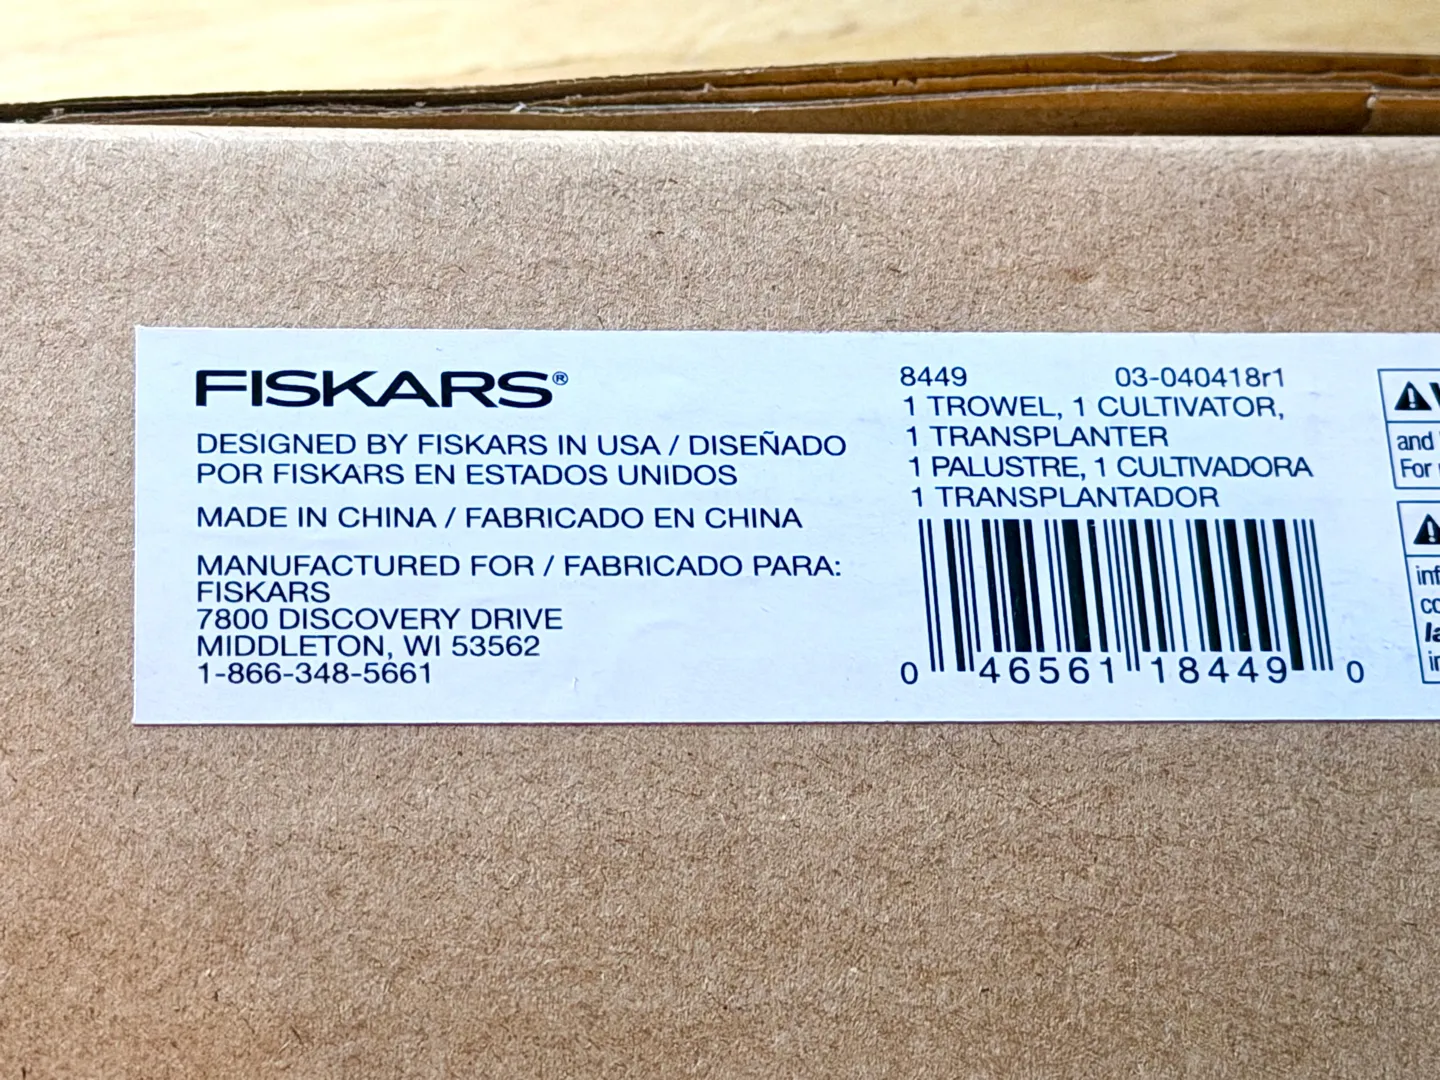 FISKARS®
DESIGNED BY FISKARS IN USA / DISEÑADO
POR FISKARS EN ESTADOS UNIDOS
MADE IN CHINA / FABRICADO EN CHINA
MANUFACTURED FOR / FABRICADO PARA:
FISKARS
7800 DISCOVERY DRIVE
MIDDLETON, WI 53562
1-866-348-5661
8449 03-040418r1
1 TROWEL, 1 CULTIVATOR,
1 TRANSPLANTER
1 PALUSTRE, 1 CULTIVADORA
1 TRANSPLANTADOR
0 46561 18449 0
and
For